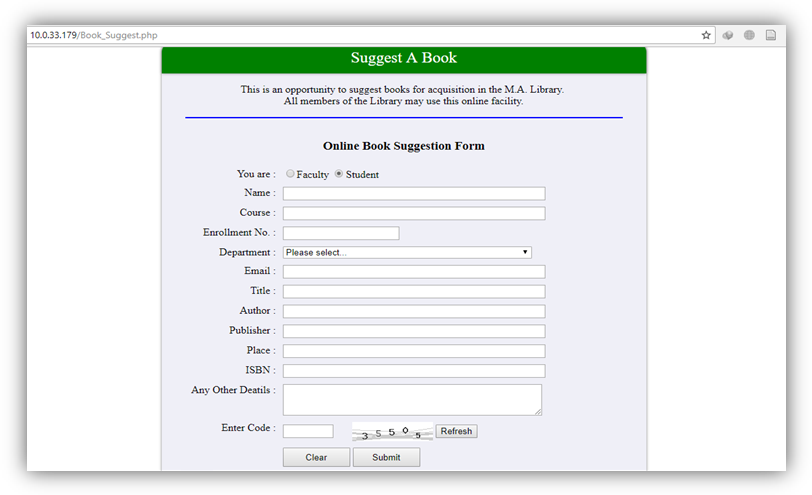 10.0.33.179/Book_Suggest.php
Suggest A Book
This is an opportunity to suggest books for acquisition in the M.A. Library.
All members of the Library may use this online facility.
Online Book Suggestion Form
You are : Faculty Student
Name :
Course :
Enrollment No. :
Department : Please select...
Email :
Title :
Author :
Publisher :
Place :
ISBN :
Any Other Deatils :
Enter Code : 3 5 5 0 5 Refresh
Clear Submit